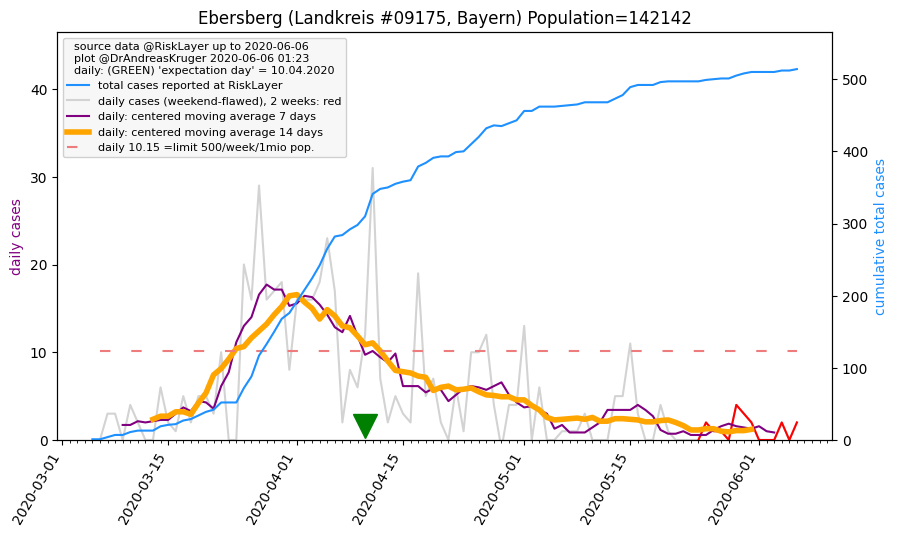 Ebersberg (Landkreis #09175, Bayern) Population=142142
source data @RiskLayer up to 2020-06-06
plot @DrAndreasKruger 2020-06-06 01:23
daily: (GREEN) 'expectation day' = 10.04.2020
total cases reported at RiskLayer
daily cases (weekend-flawed), 2 weeks: red
daily: centered moving average 7 days
daily: centered moving average 14 days
daily 10.15 =limit 500/week/1mio pop.
daily cases
40
30
20
10
0
cumulative total cases
500
400
300
200
100
0
2020-03-01
2020-03-15
2020-04-01
2020-04-15
2020-05-01
2020-05-15
2020-06-01